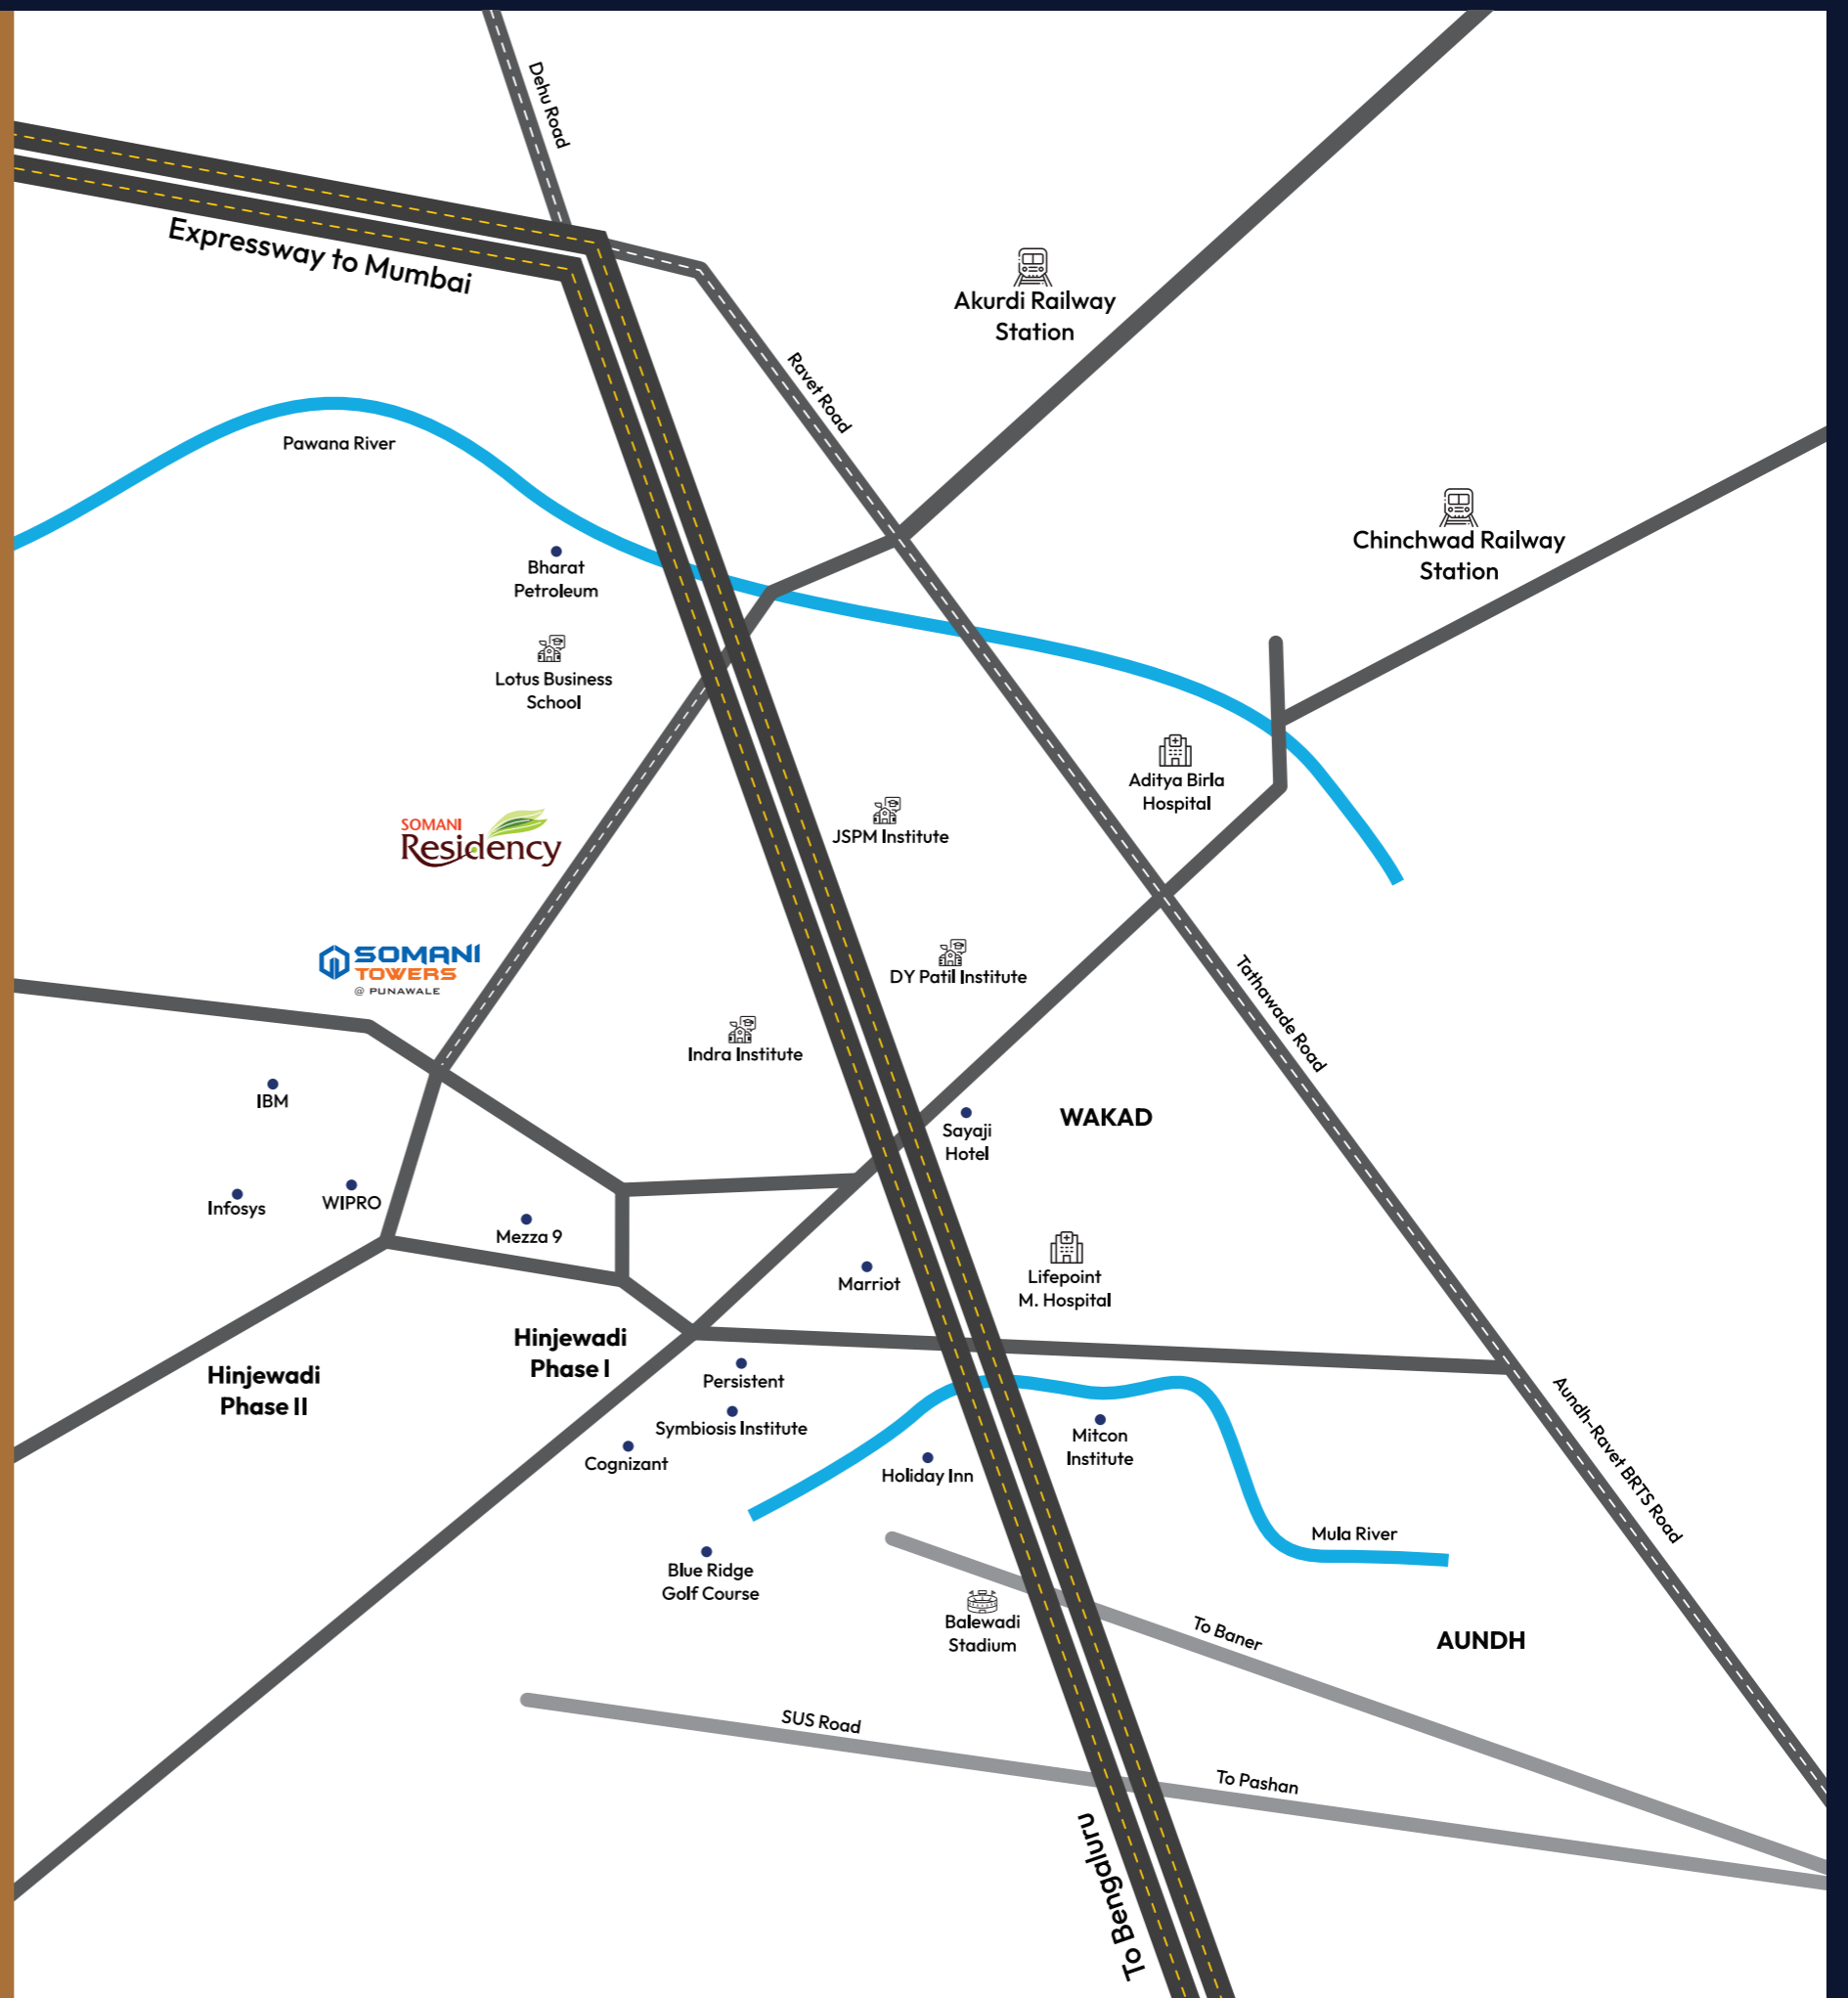 Dehu Road
Expressway to Mumbai
Akurdi Railway
Station
Ravet Road
Pawana River
Chinchwad Railway
Station
Bharat
Petroleum
Lotus Business
School
Aditya Birla
Hospital
SOMANI
Residency
JSPM Institute
SOMANI
TOWERS
@ PUNAWALE
DY Patil Institute
Tathawade Road
Indra Institute
IBM
WAKAD
Sayaji
Hotel
Infosys
WIPRO
Mezza 9
Marriot
Lifepoint
M. Hospital
Hinjewadi
Phase I
Hinjewadi
Phase II
Persistent
Symbiosis Institute
Cognizant
Mitcon
Institute
Holiday Inn
Aundh-Ravet BRTS Road
Mula River
Blue Ridge
Golf Course
Balewadi
Stadium
To Baner
AUNDH
SUS Road
To Pashan
To Bengaluru